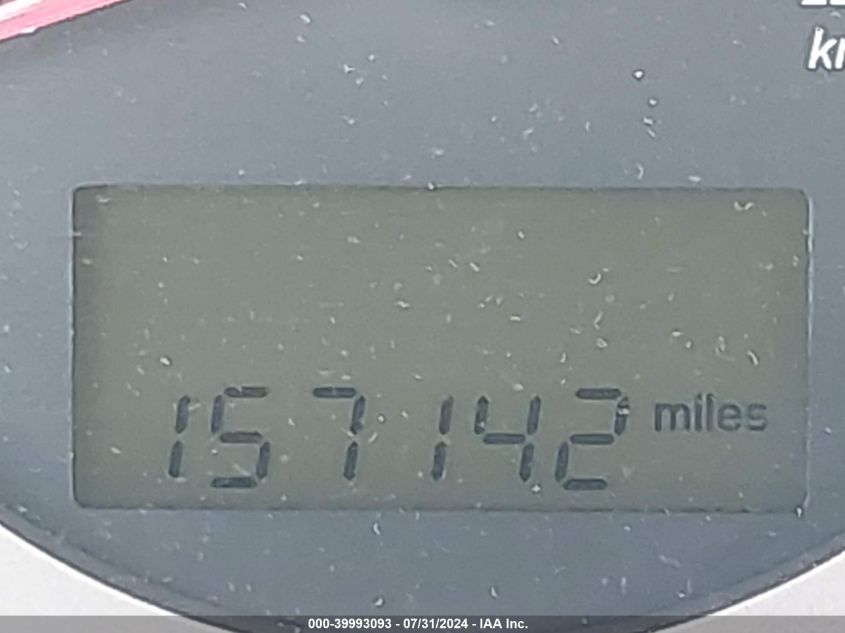 157142 miles
000-39993093 - 07/31/2024 - IAA Inc.